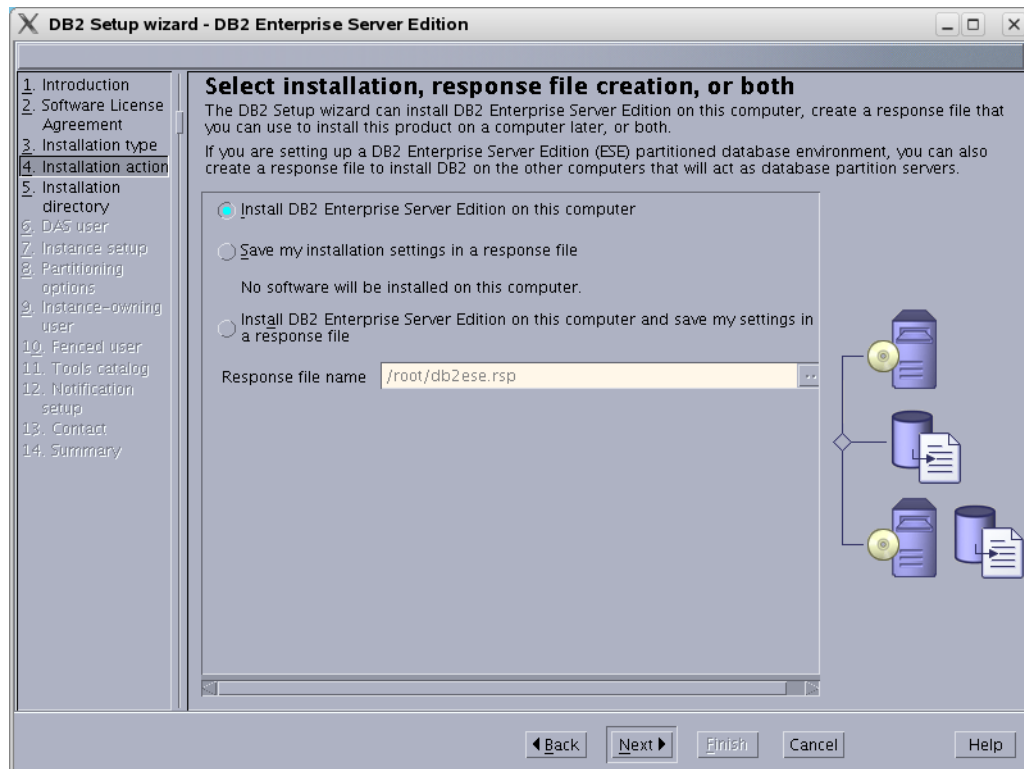 DB2 Setup wizard - DB2 Enterprise Server Edition
1. Introduction
2. Software License
Agreement
3. Installation type
4. Installation action
5. Installation
directory
6. DAS user
7. Instance setup
8. Partitioning
options
9. Instance-owning
user
10. Fenced user
11. Tools catalog
12. Notification
setup
13. Contact
14. Summary
Select installation, response file creation, or both
The DB2 Setup wizard can install DB2 Enterprise Server Edition on this computer, create a response file that
you can use to install this product on a computer later, or both.
If you are setting up a DB2 Enterprise Server Edition (ESE) partitioned database environment, you can also
create a response file to install DB2 on the other computers that will act as database partition servers.
Install DB2 Enterprise Server Edition on this computer
Save my installation settings in a response file
No software will be installed on this computer.
Install DB2 Enterprise Server Edition on this computer and save my settings in
a response file
Response file name /root/db2ese.rsp ..
Back Next Finish Cancel Help